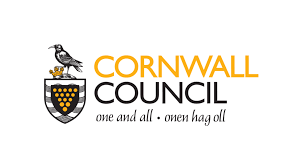 CORNWALL
COUNCIL
one and all • onen hag oll